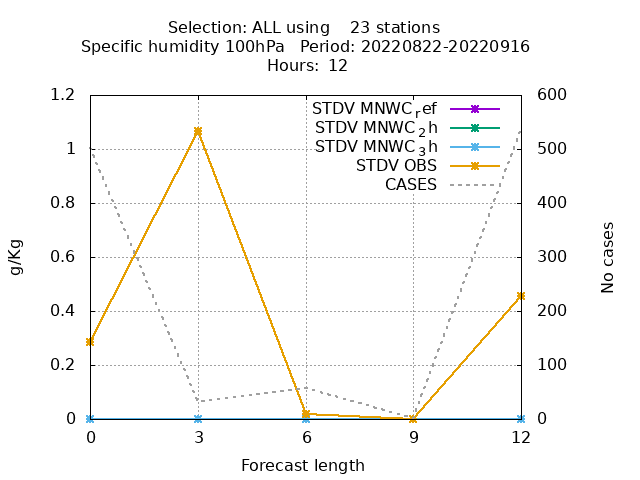 Selection: ALL using    23 stations
Specific humidity 100hPa   Period: 20220822-20220916
Hours:  12
STDV MNWC_ref
STDV MNWC_2h
STDV MNWC_3h
STDV OBS
CASES
1.2
1
0.8
0.6
0.4
0.2
0
g/Kg
600
500
400
300
200
100
0
No cases
0 3 6 9 12
Forecast length